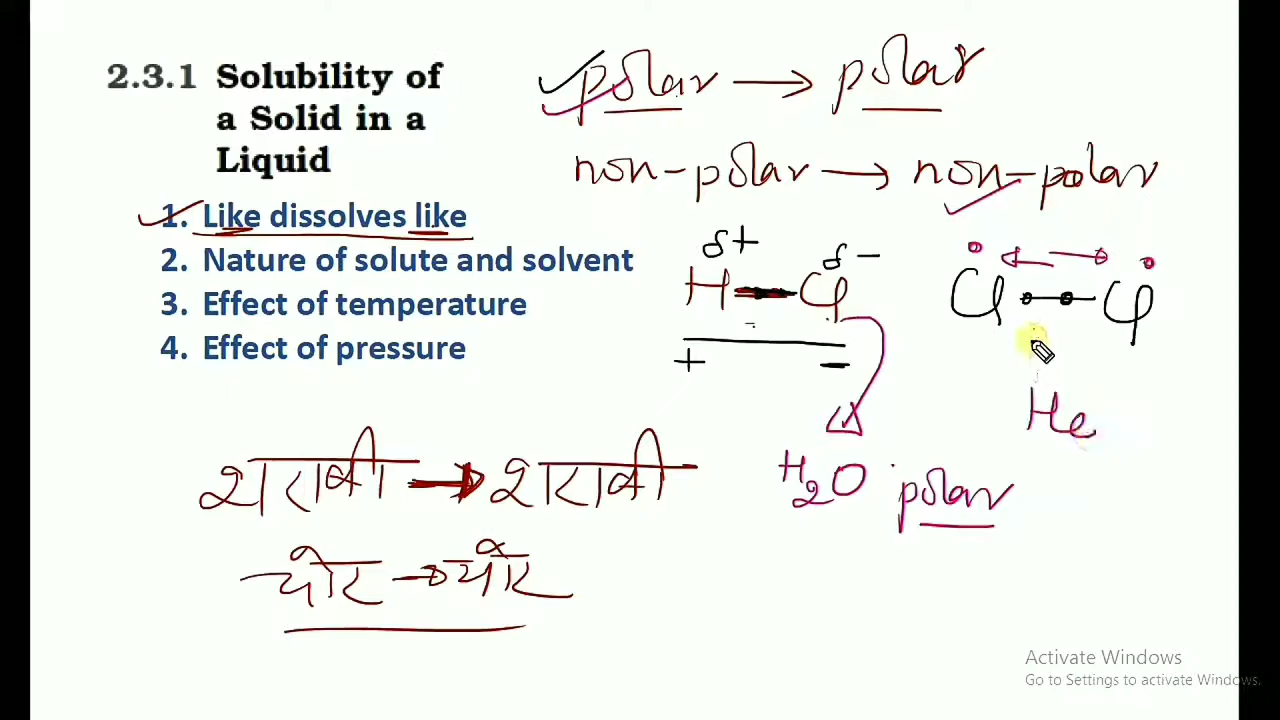 2.3.1 Solubility of
a Solid in a
Liquid
1. Like dissolves like
2. Nature of solute and solvent
3. Effect of temperature
4. Effect of pressure
polar → polar
non-polar → non-polar
δ+ δ-
H-Cl
+ -
Cl-Cl
He
H2O polar
शराबी → शराबी
चोर → चोर
Activate Windows
Go to Settings to activate Windows.